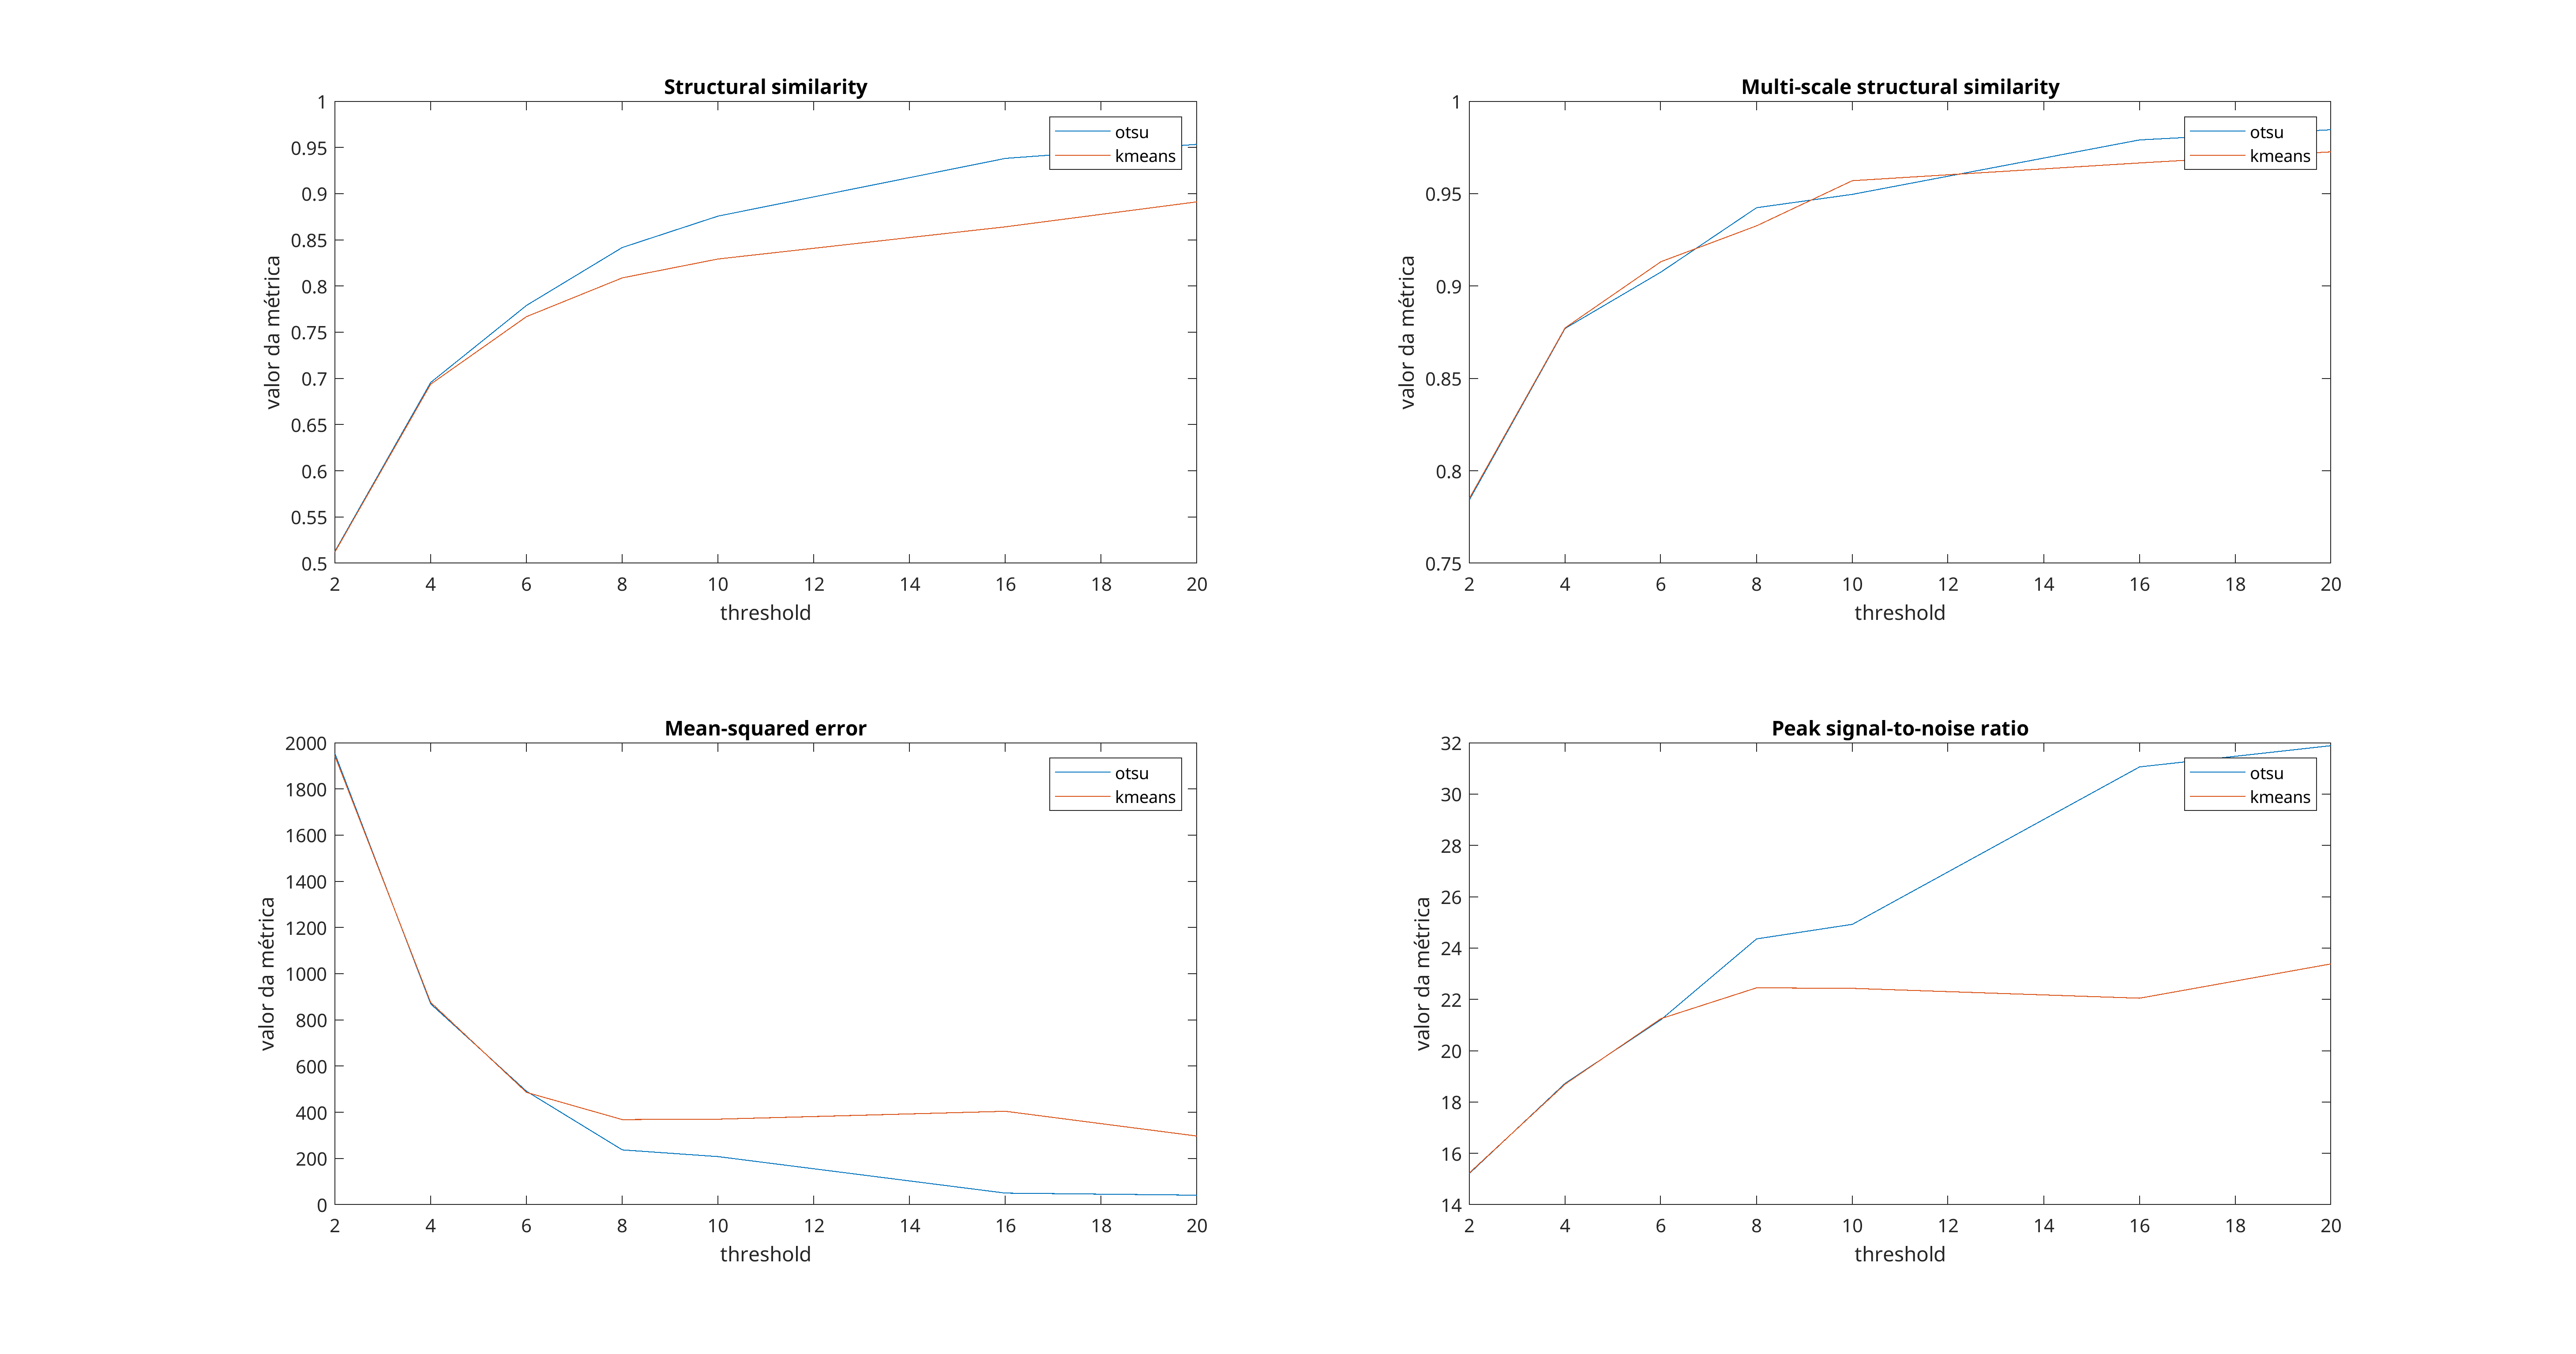 Structural similarity
1
0.95
0.9
0.85
0.8
0.75
0.7
0.65
0.6
0.55
0.5
valor da métrica
otsu
kmeans
2 4 6 8 10 12 14 16 18 20
threshold
Multi-scale structural similarity
1
0.95
0.9
0.85
0.8
0.75
valor da métrica
otsu
kmeans
2 4 6 8 10 12 14 16 18 20
threshold
Mean-squared error
2000
1800
1600
1400
1200
1000
800
600
400
200
0
valor da métrica
otsu
kmeans
2 4 6 8 10 12 14 16 18 20
threshold
Peak signal-to-noise ratio
32
30
28
26
24
22
20
18
16
14
valor da métrica
otsu
kmeans
2 4 6 8 10 12 14 16 18 20
threshold